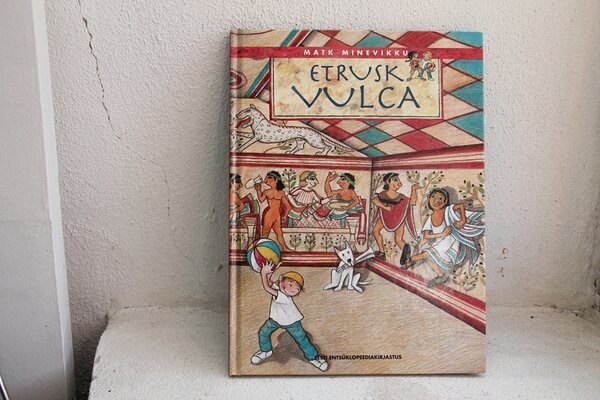 MATK MINEVIKKU
ETRUSK
VULCA
EESTI ENTSÜKLOPEEDIAKIRJASTUS